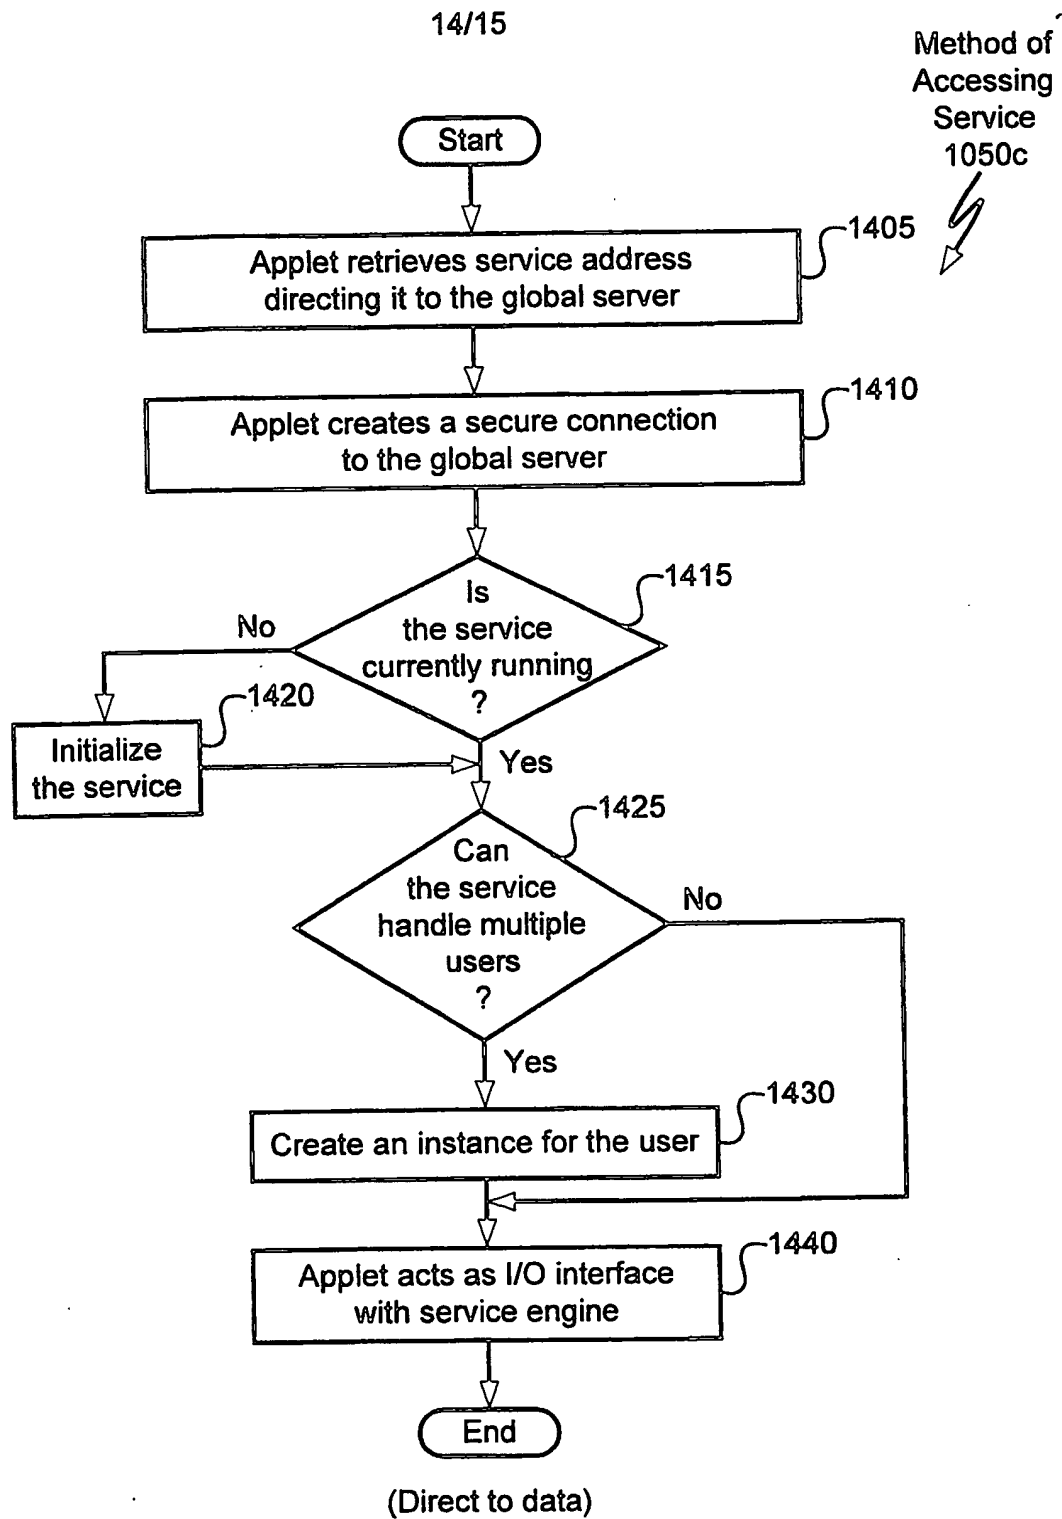 14/15
Method of
Accessing
Service
1050c
Start
1405
Applet retrieves service address
directing it to the global server
1410
Applet creates a secure connection
to the global server
1415
Is
the service
currently running
?
No
1420
Initialize
the service
Yes
1425
Can
the service
handle multiple
users
?
No
Yes
1430
Create an instance for the user
1440
Applet acts as I/O interface
with service engine
End
(Direct to data)